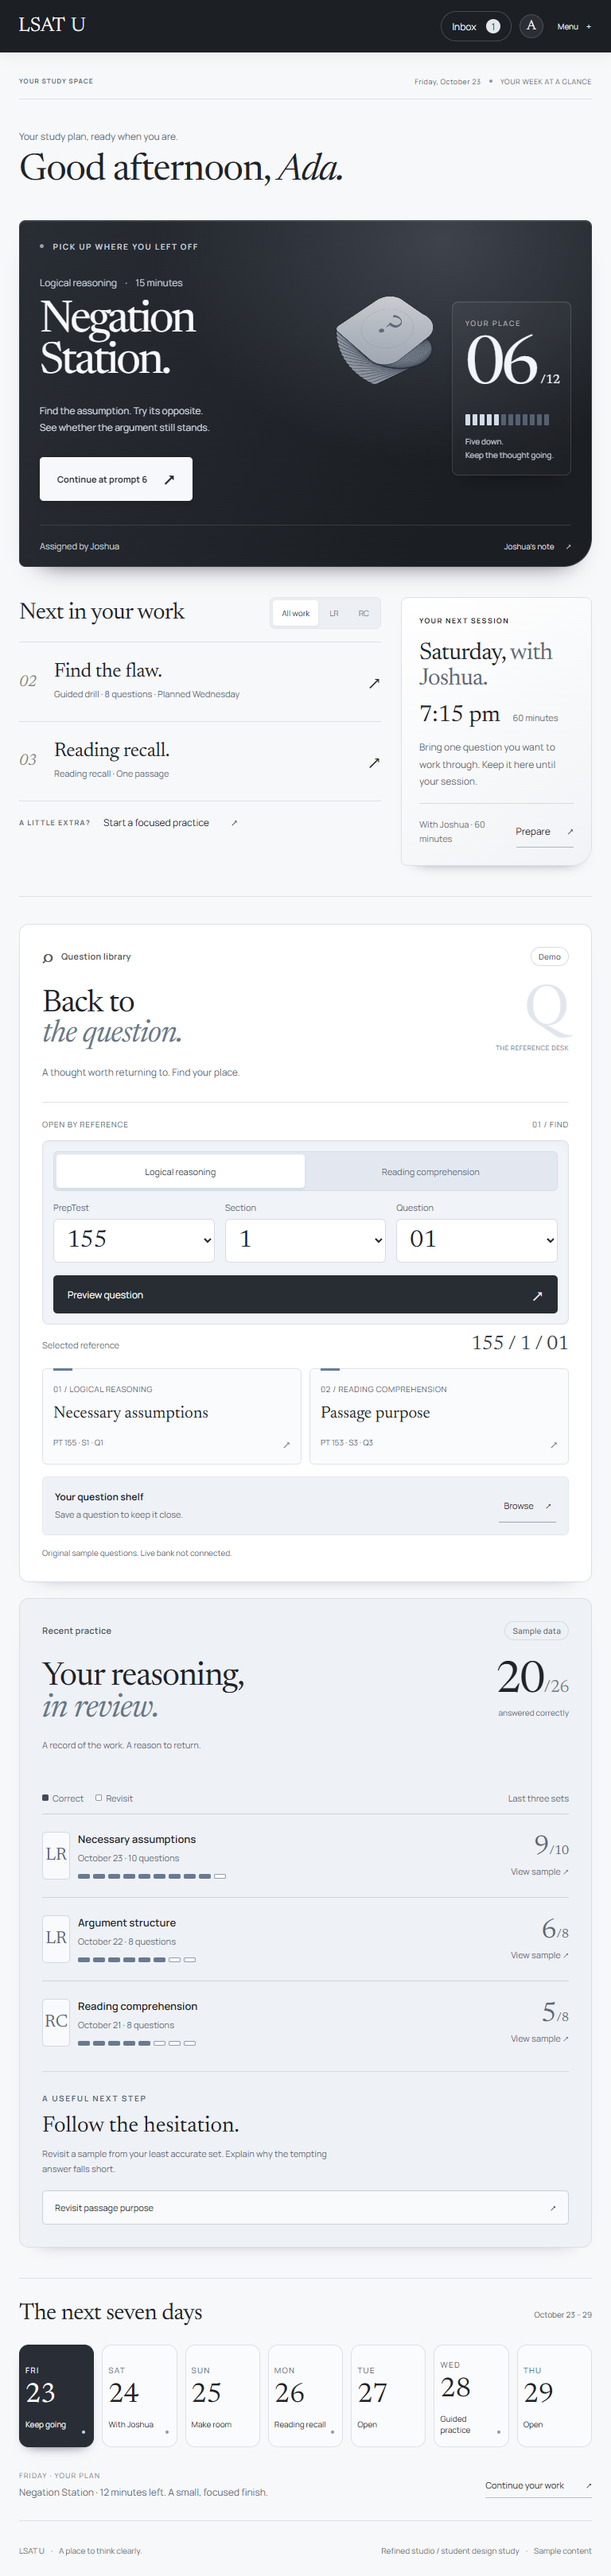 LSAT U
Inbox 1
A
Menu +
YOUR STUDY SPACE
Friday, October 23 • YOUR WEEK AT A GLANCE
Your study plan, ready when you are.
Good afternoon, Ada.
• PICK UP WHERE YOU LEFT OFF
Logical reasoning · 15 minutes
Negation
Station.
Find the assumption. Try its opposite.
See whether the argument still stands.
Continue at prompt 6 ↗
?
YOUR PLACE
06/12
Five down.
Keep the thought going.
Assigned by Joshua
Joshua's note ↗
Next in your work
All work LR RC
02 Find the flaw. ↗
Guided drill · 8 questions · Planned Wednesday
03 Reading recall. ↗
Reading recall · One passage
A LITTLE EXTRA? Start a focused practice ↗
YOUR NEXT SESSION
Saturday, with
Joshua.
7:15 pm 60 minutes
Bring one question you want to
work through. Keep it here until
your session.
With Joshua · 60
minutes
Prepare ↗
Question library
Demo
Back to
the question.
Q
THE REFERENCE DESK
A thought worth returning to. Find your place.
OPEN BY REFERENCE
01 / FIND
Logical reasoning
Reading comprehension
PrepTest Section Question
155 1 01
Preview question ↗
Selected reference
155 / 1 / 01
01 / LOGICAL REASONING
Necessary assumptions
PT 155 · S1 · Q1 ↗
02 / READING COMPREHENSION
Passage purpose
PT 153 · S3 · Q3 ↗
Your question shelf
Save a question to keep it close.
Browse ↗
Original sample questions. Live bank not connected.
Recent practice
Sample data
Your reasoning,
in review.
20/26
answered correctly
A record of the work. A reason to return.
Correct Revisit
Last three sets
LR
Necessary assumptions
October 23 · 10 questions
9/10
View sample ↗
LR
Argument structure
October 22 · 8 questions
6/8
View sample ↗
RC
Reading comprehension
October 21 · 8 questions
5/8
View sample ↗
A USEFUL NEXT STEP
Follow the hesitation.
Revisit a sample from your least accurate set. Explain why the tempting
answer falls short.
Revisit passage purpose ↗
The next seven days
October 23 – 29
FRI
23
Keep going
SAT
24
With Joshua
SUN
25
Make room
MON
26
Reading recall
TUE
27
Open
WED
28
Guided
practice
THU
29
Open
FRIDAY · YOUR PLAN
Negation Station · 12 minutes left. A small, focused finish.
Continue your work ↗
LSAT U · A place to think clearly.
Refined studio / student design study · Sample content